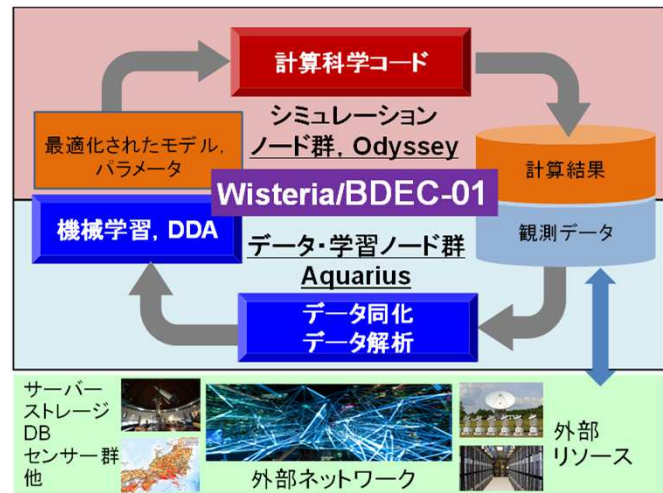 計算科学コード
シミュレーション
ノード群, Odyssey
最適化されたモデル,
パラメータ
計算結果
Wisteria/BDEC-01
機械学習, DDA
データ・学習ノード群
Aquarius
観測データ
データ同化
データ解析
サーバー
ストレージ
DB
センサー群
他
外部ネットワーク
外部
リソース